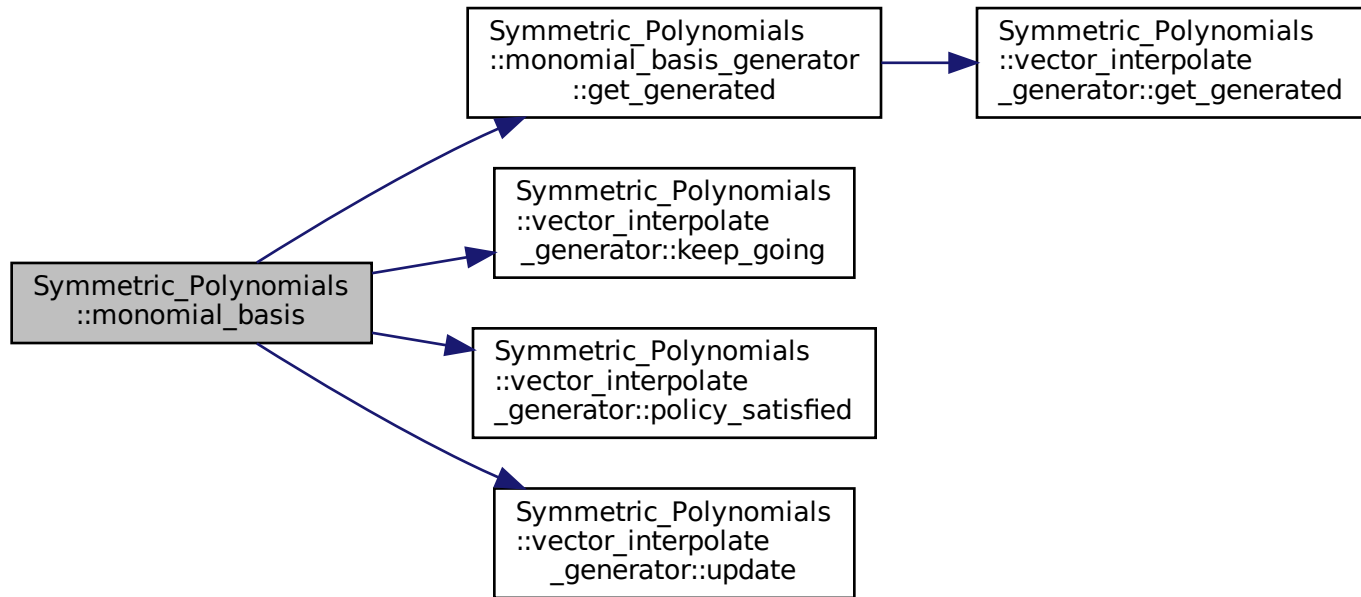 Symmetric_Polynomials
::monomial_basis
Symmetric_Polynomials
::monomial_basis_generator
::get_generated
Symmetric_Polynomials
::vector_interpolate
_generator::get_generated
Symmetric_Polynomials
::vector_interpolate
_generator::keep_going
Symmetric_Polynomials
::vector_interpolate
_generator::policy_satisfied
Symmetric_Polynomials
::vector_interpolate
_generator::update